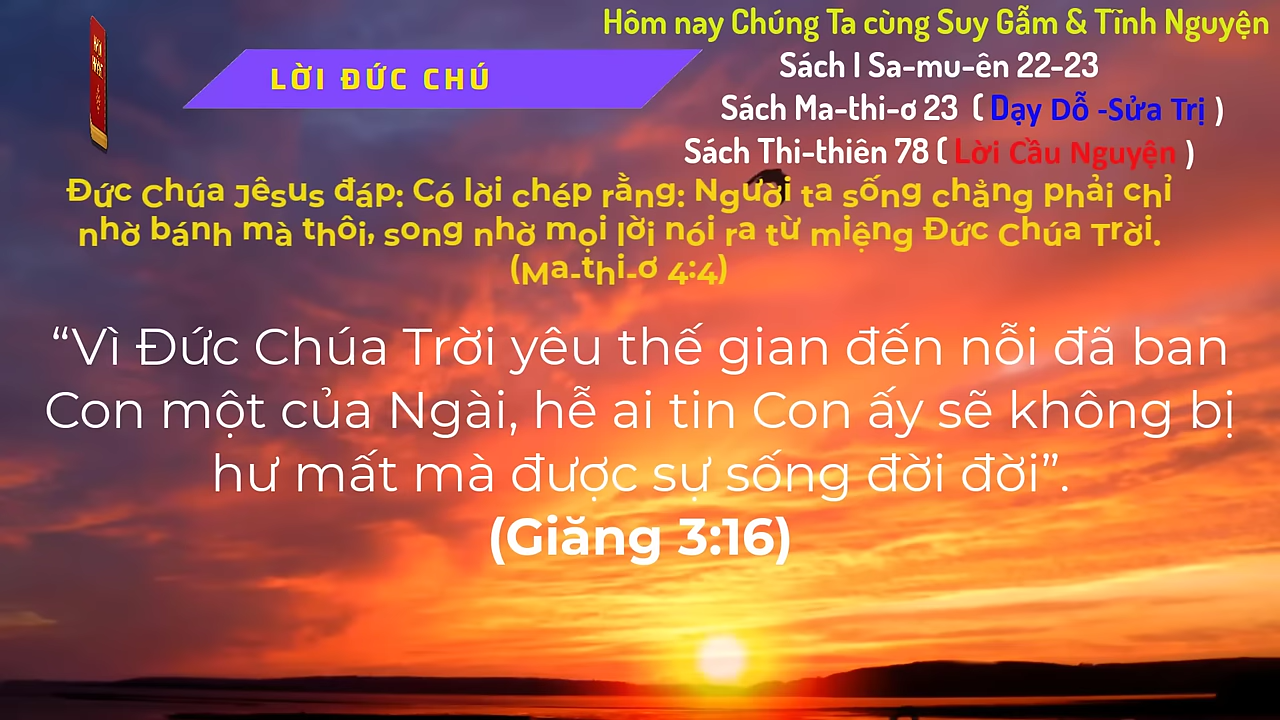 Hôm nay Chúng Ta cùng Suy Gẫm & Tĩnh Nguyện
LỜI ĐỨC CHÚ
Sách I Sa-mu-ên 22-23
Sách Ma-thi-ơ 23 ( Dạy Dỗ -Sửa Trị )
Sách Thi-thiên 78 ( Lời Cầu Nguyện )
Đức Chúa Jêsus đáp: Có lời chép rằng: Người ta sống chẳng phải chỉ
nhờ bánh mà thôi, song nhờ mọi lời nói ra từ miệng Đức Chúa Trời.
(Ma-thi-ơ 4:4)
“Vì Đức Chúa Trời yêu thế gian đến nỗi đã ban
Con một của Ngài, hễ ai tin Con ấy sẽ không bị
hư mất mà được sự sống đời đời”.
(Giăng 3:16)